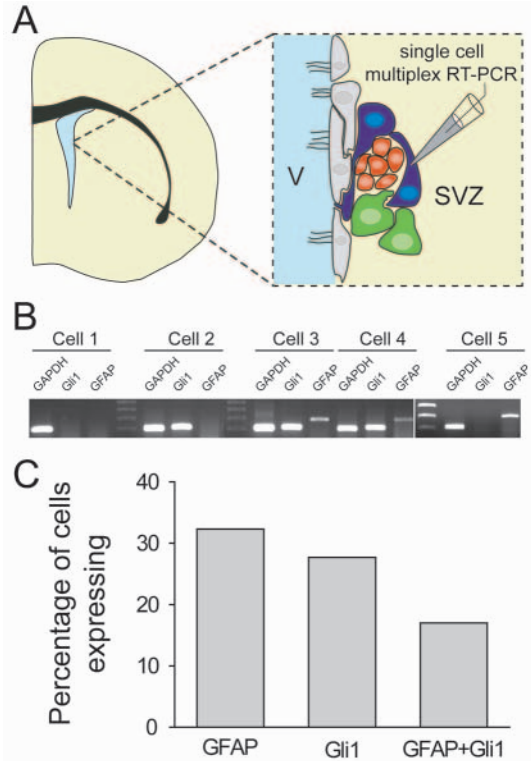 A
single cell
multiplex RT-PCR
V
SVZ
B
Cell 1 Cell 2 Cell 3 Cell 4 Cell 5
GAPDH Gli1 GFAP GAPDH Gli1 GFAP GAPDH Gli1 GFAP GAPDH Gli1 GFAP GAPDH Gli1 GFAP
C
Percentage of cells
expressing
40
30
20
10
0
GFAP Gli1 GFAP+Gli1